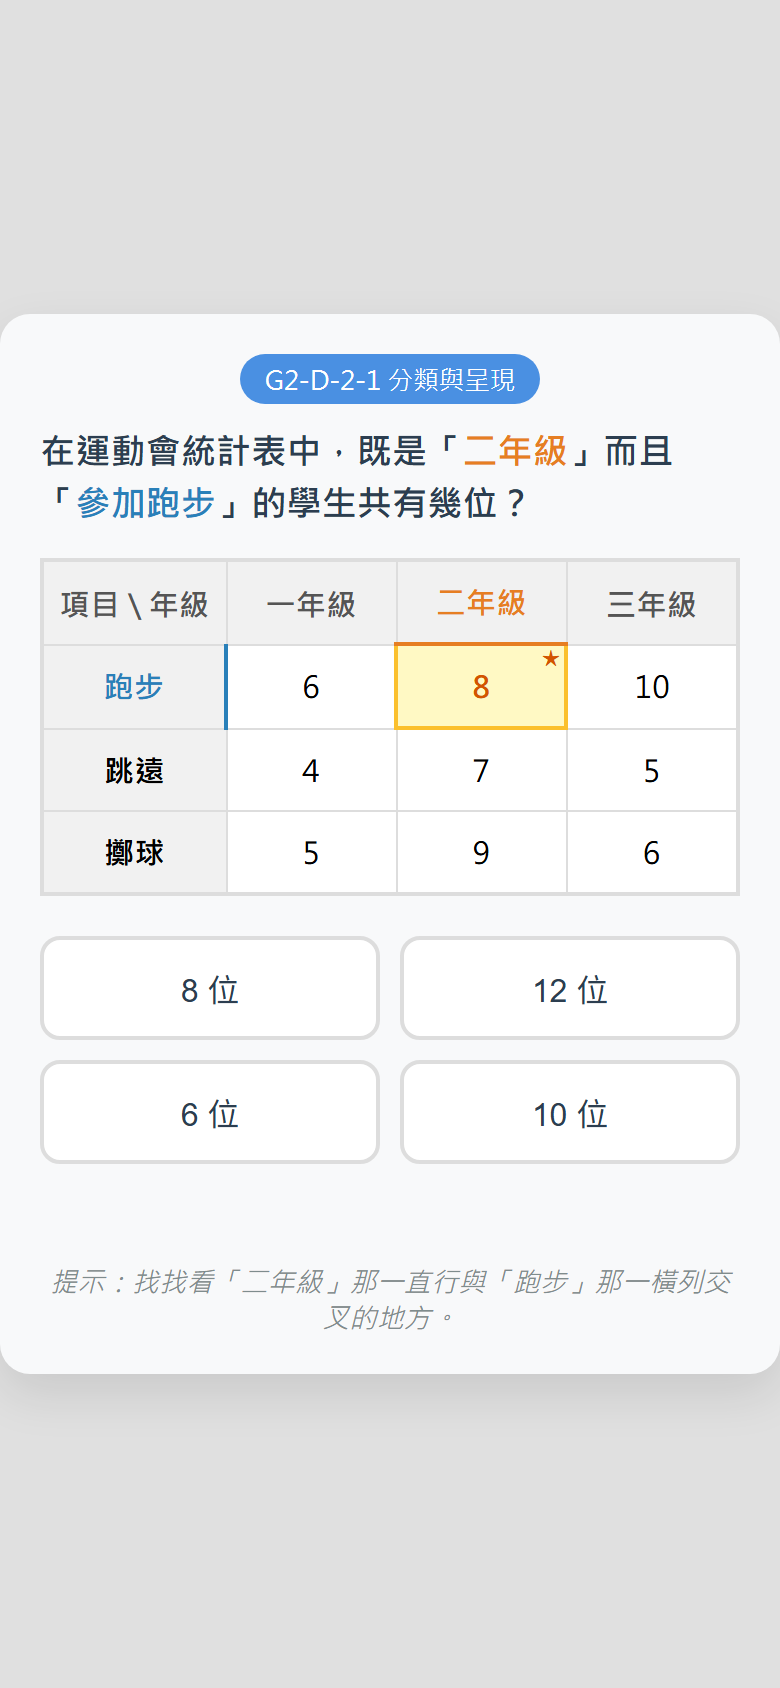 G2-D-2-1 分類與呈現
在運動會統計表中，既是「二年級」而且
「參加跑步」的學生共有幾位？
項目 \ 年級 一年級 二年級 三年級
跑步 6 8 ★ 10
跳遠 4 7 5
擲球 5 9 6
8 位 12 位
6 位 10 位
提示：找找看「二年級」那一直行與「跑步」那一橫列交
叉的地方。